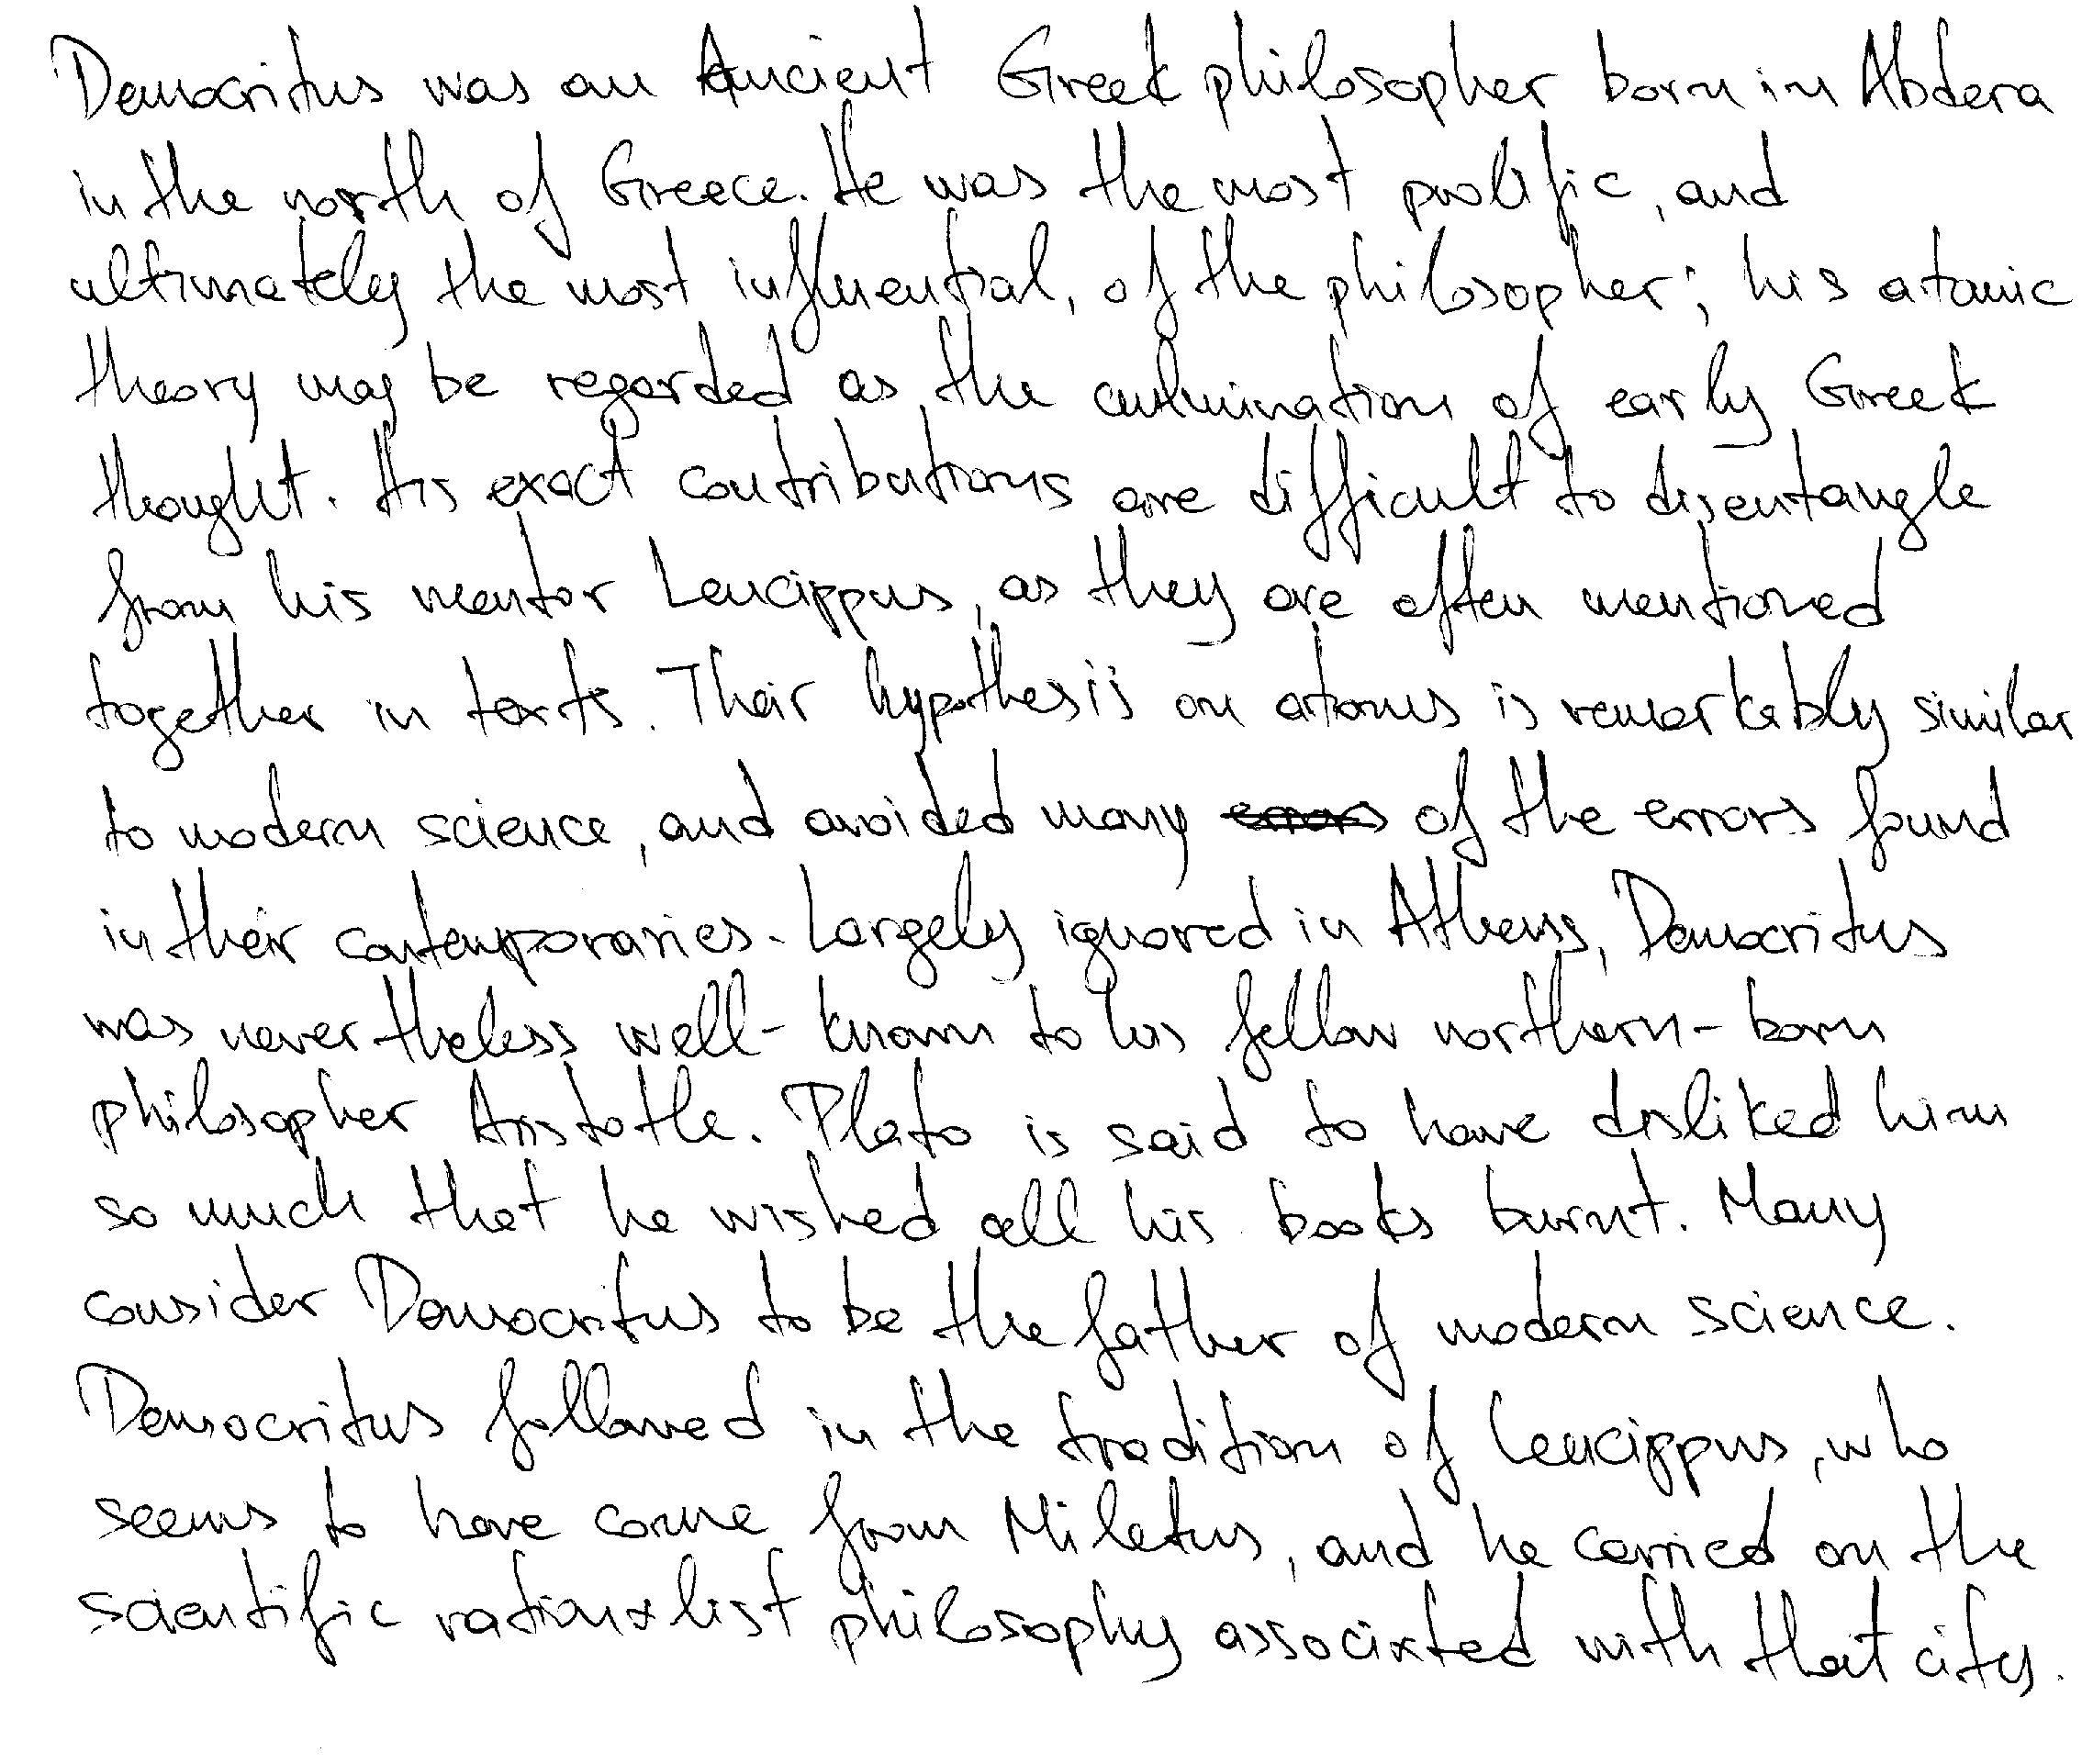 Democritus was an Ancient Greek philosopher born in Abdera
in the north of Greece. He was the most prolific, and
ultimately the most influential, of the philosopher; his atomic
theory may be regarded as the culmination of early Greek
thought. His exact contributions are difficult to disentangle
from his mentor Leucippus, as they are often mentioned
together in texts. Their hypothesis on atoms is remarkably similar
to modern science, and avoided many errors of the errors found
in their contemporaries. Largely ignored in Athens, Democritus
was nevertheless well-known to his fellow northern-born
philosopher Aristotle. Plato is said to have disliked him
so much that he wished all his books burnt. Many
consider Democritus to be the father of modern science.
Democritus followed in the tradition of Leucippus, who
seems to have come from Miletus, and he carried on the
scientific rationalist philosophy associated with that city.